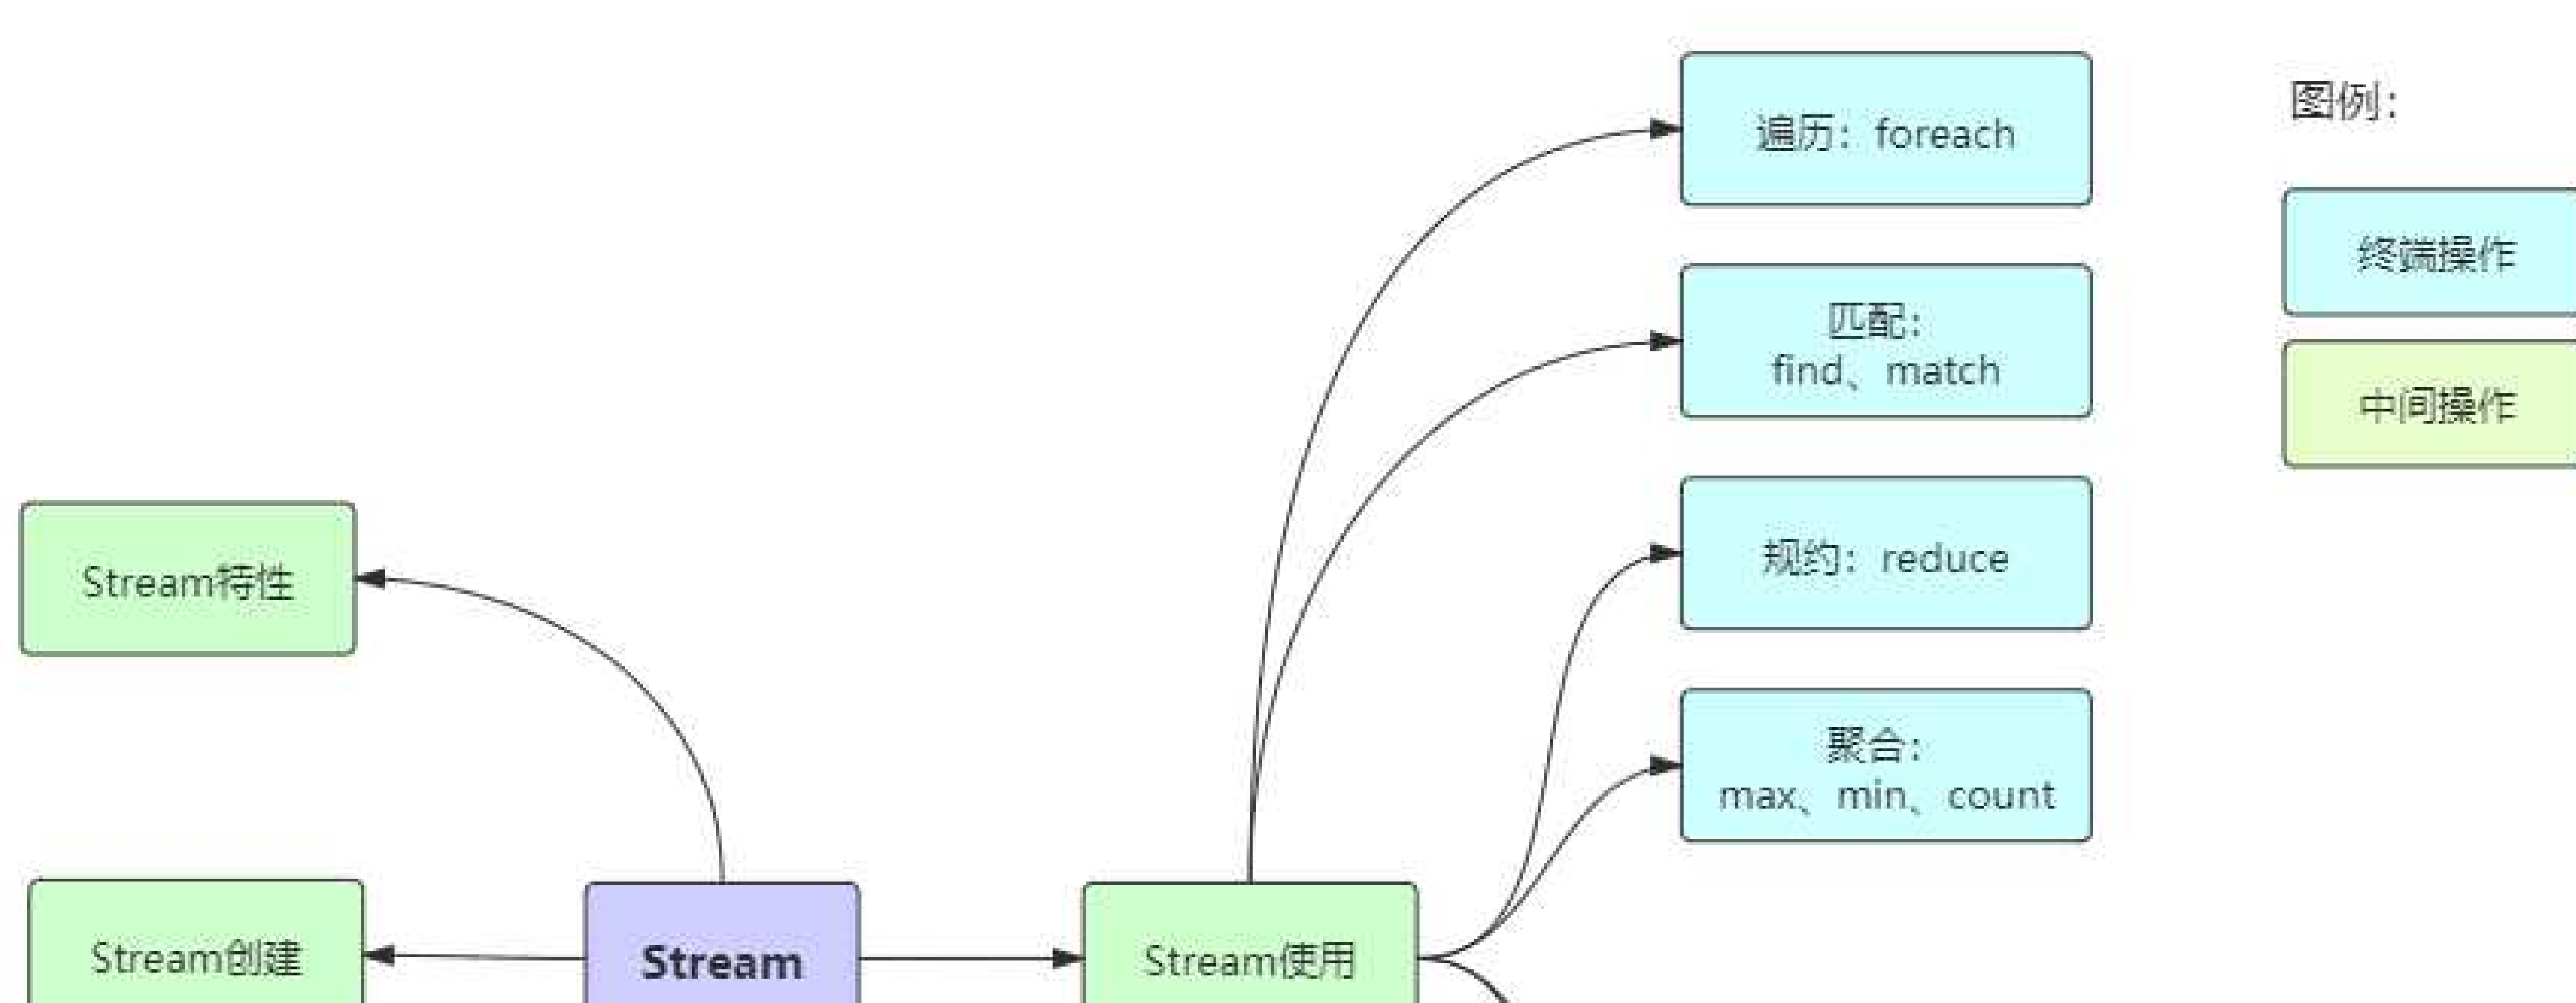 遍历：foreach
图例：
终端操作
匹配：
find、match
中间操作
规约：reduce
Stream特性
聚合：
max、min、count
Stream创建
Stream
Stream使用